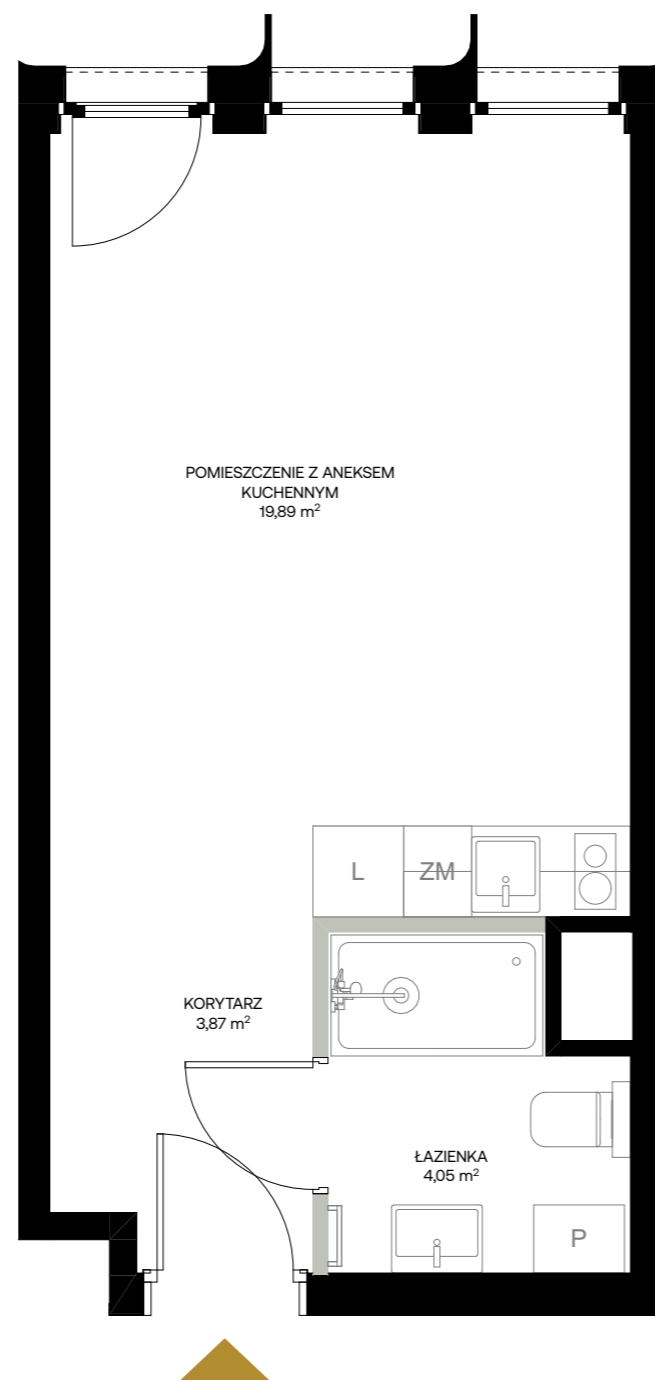 POMIESZCZENIE Z ANEKSEM
KUCHENNYM
19,89 m²
L
ZM
KORYTARZ
3,87 m²
ŁAZIENKA
4,05 m²
P